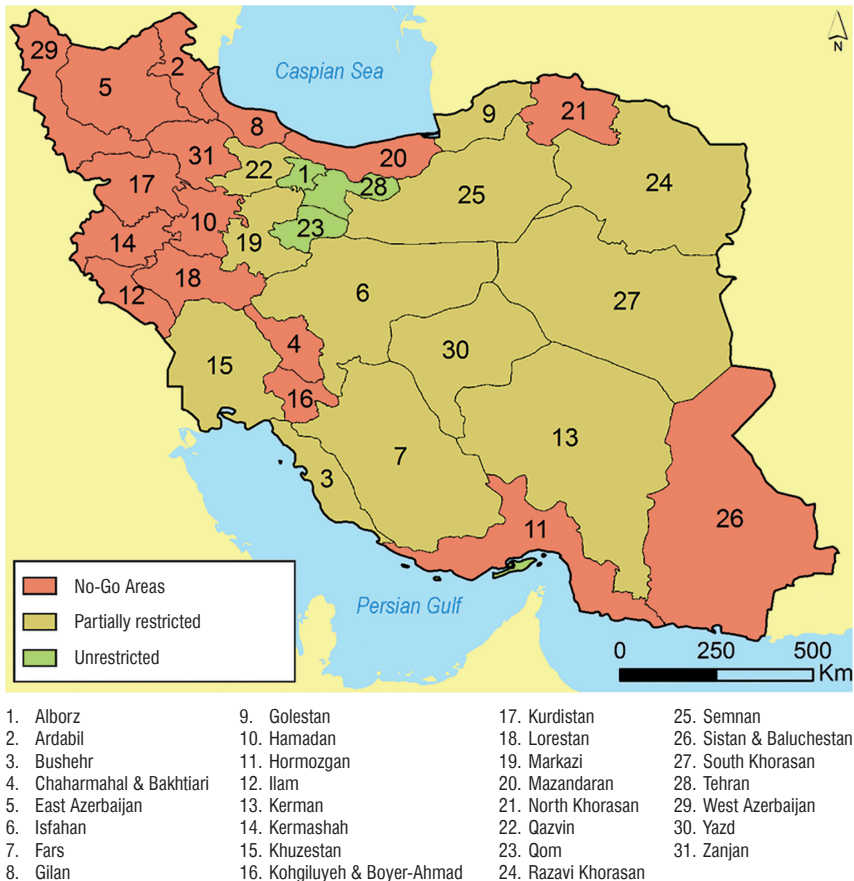 N
29
2
5
Caspian Sea
8
9
21
31
22
1
20
28
24
17
25
10
23
19
14
18
12
6
27
4
30
15
16
13
7
3
26
11
No-Go Areas
Partially restricted
Unrestricted
Persian Gulf
0 250 500
Km
1. Alborz
2. Ardabil
3. Bushehr
4. Chaharmahal & Bakhtiari
5. East Azerbaijan
6. Isfahan
7. Fars
8. Gilan
9. Golestan
10. Hamadan
11. Hormozgan
12. Ilam
13. Kerman
14. Kermashah
15. Khuzestan
16. Kohgiluyeh & Boyer-Ahmad
17. Kurdistan
18. Lorestan
19. Markazi
20. Mazandaran
21. North Khorasan
22. Qazvin
23. Qom
24. Razavi Khorasan
25. Semnan
26. Sistan & Baluchestan
27. South Khorasan
28. Tehran
29. West Azerbaijan
30. Yazd
31. Zanjan